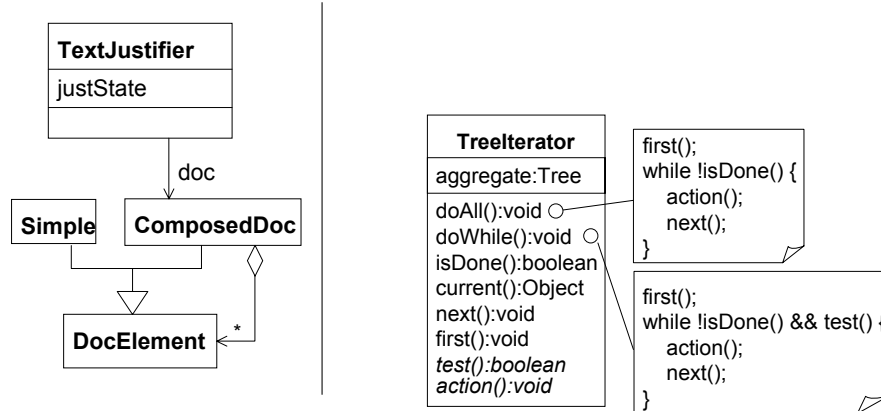 TextJustifier
justState
doc
Simple
ComposedDoc
*
DocElement
TreeIterator
aggregate:Tree
doAll():void
doWhile():void
isDone():boolean
current():Object
next():void
first():void
test():boolean
action():void
first();
while !isDone() {
action();
next();
}
first();
while !isDone() && test() {
action();
next();
}